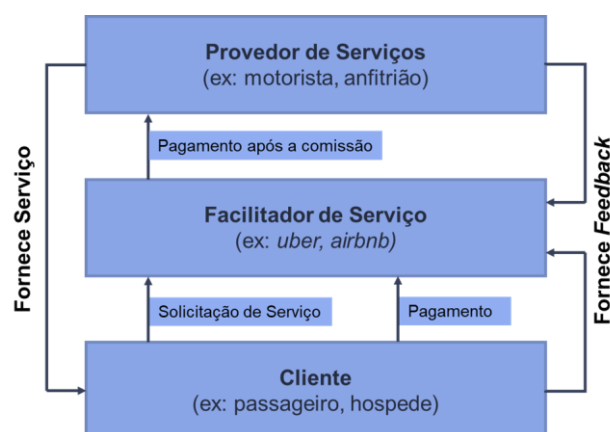 Provedor de Serviços
(ex: motorista, anfitrião)
Pagamento após a comissão
Fornece Serviço
Fornece Feedback
Facilitador de Serviço
(ex: uber, airbnb)
Solicitação de Serviço
Pagamento
Cliente
(ex: passageiro, hospede)